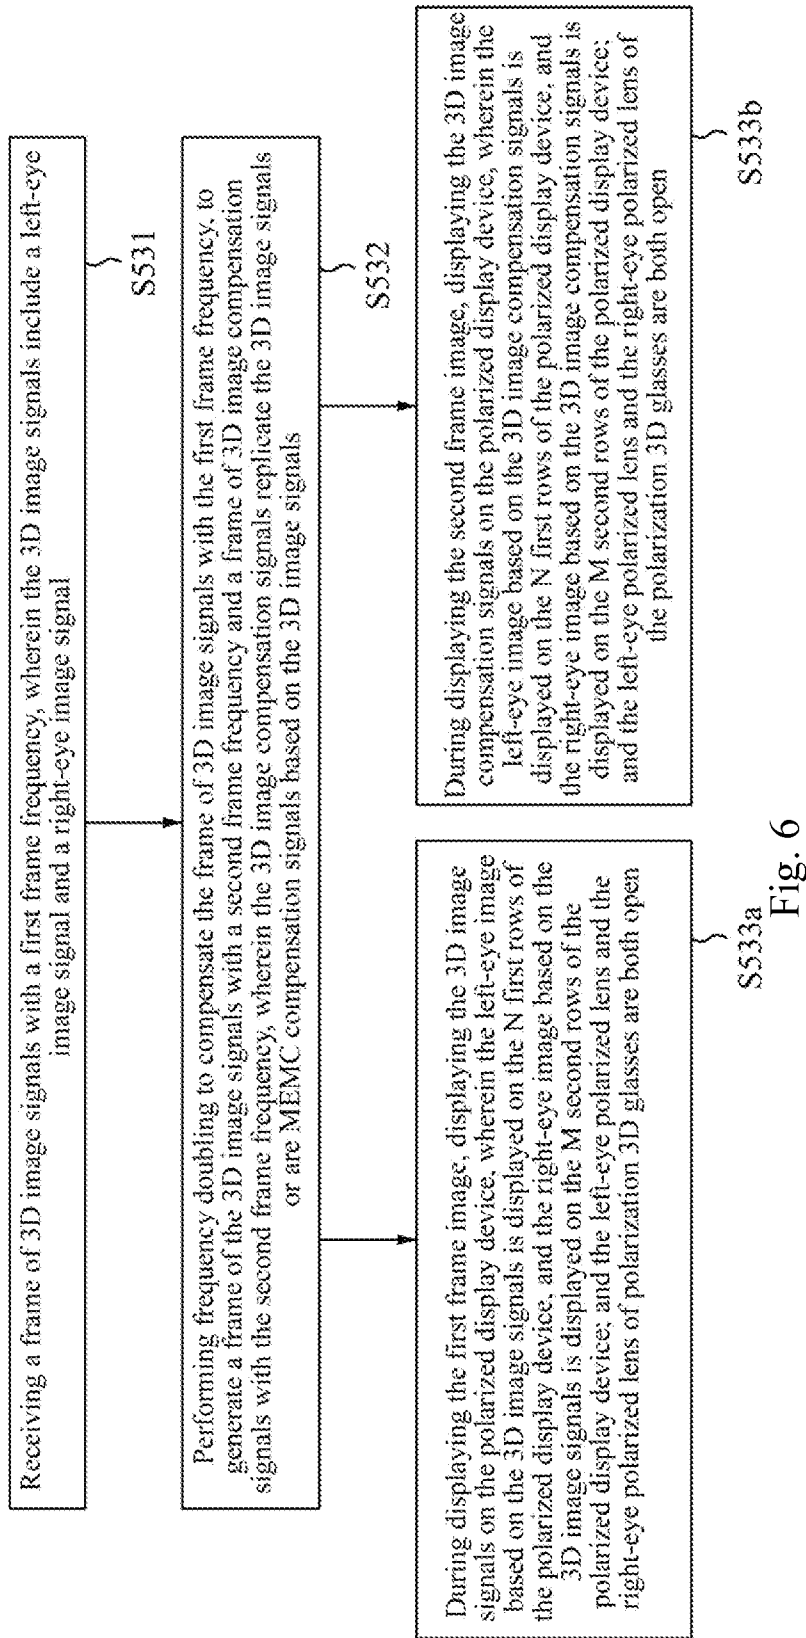 Receiving a frame of 3D image signals with a first frame frequency, wherein the 3D image signals include a left-eye
image signal and a right-eye image signal
S531
Performing frequency doubling to compensate the frame of 3D image signals with the first frame frequency, to
generate a frame of the 3D image signals with a second frame frequency and a frame of 3D image compensation
signals with the second frame frequency, wherein the 3D image compensation signals replicate the 3D image signals
or are MEMC compensation signals based on the 3D image signals
S532
During displaying the first frame image, displaying the 3D image
signals on the polarized display device, wherein the left-eye image
based on the 3D image signals is displayed on the N first rows of
the polarized display device, and the right-eye image based on the
3D image signals is displayed on the M second rows of the
polarized display device; and the left-eye polarized lens and the
right-eye polarized lens of polarization 3D glasses are both open
S533a
During displaying the second frame image, displaying the 3D image
compensation signals on the polarized display device, wherein the
left-eye image based on the 3D image compensation signals is
displayed on the N first rows of the polarized display device, and
the right-eye image based on the 3D image compensation signals is
displayed on the M second rows of the polarized display device;
and the left-eye polarized lens and the right-eye polarized lens of
the polarization 3D glasses are both open
S533b
Fig. 6